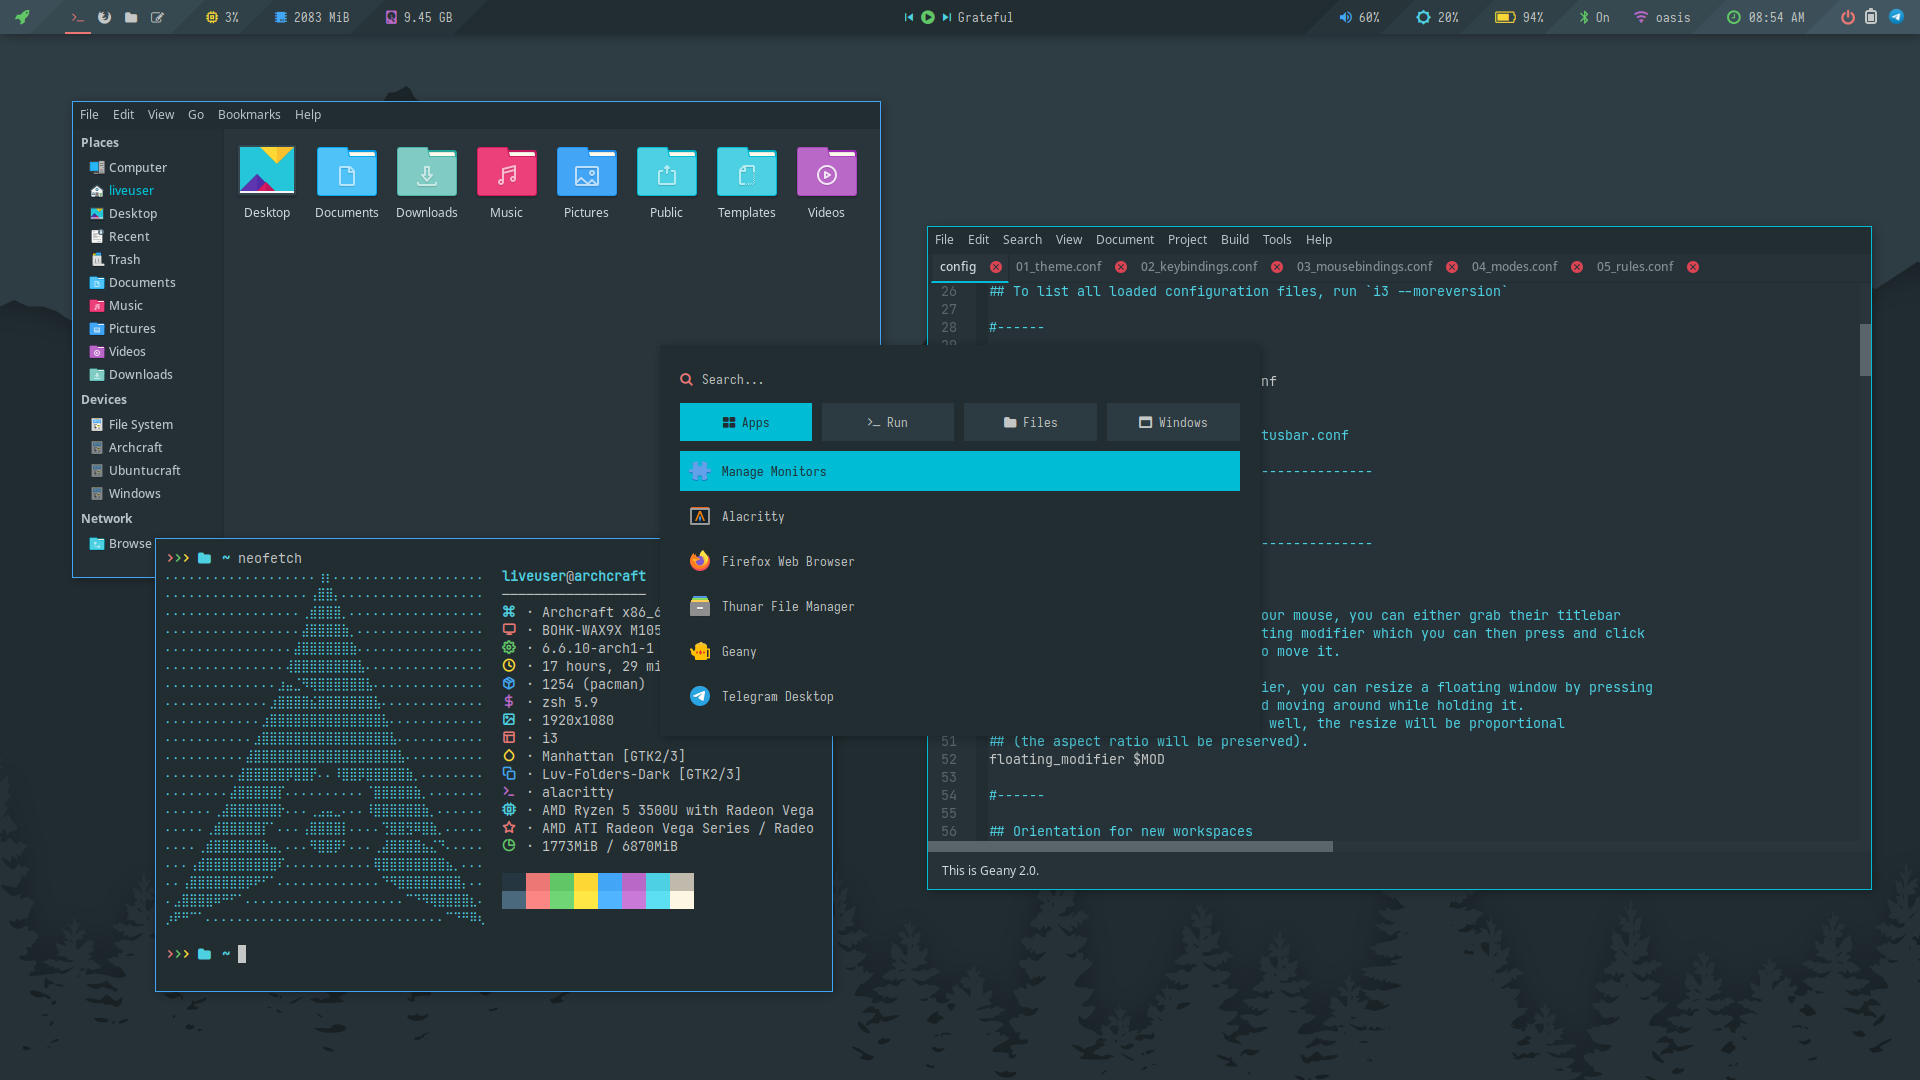 3%
2083 MiB
9.45 GB
Grateful
60%
20%
94%
On
oasis
08:54 AM
File Edit View Go Bookmarks Help
Places
Computer
liveuser
Desktop
Recent
Trash
Documents
Music
Pictures
Videos
Downloads
Devices
File System
Archcraft
Ubuntucraft
Windows
Network
Browse
Desktop Documents Downloads Music Pictures Public Templates Videos
~ neofetch
liveuser@archcraft
------------------
· Archcraft x86_6
· BOHK-WAX9X M105
· 6.6.10-arch1-1
· 17 hours, 29 mi
· 1254 (pacman)
· zsh 5.9
· 1920x1080
· i3
· Manhattan [GTK2/3]
· Luv-Folders-Dark [GTK2/3]
· alacritty
· AMD Ryzen 5 3500U with Radeon Vega
· AMD ATI Radeon Vega Series / Radeo
· 1773MiB / 6870MiB
~
Search...
Apps Run Files Windows
Manage Monitors
Alacritty
Firefox Web Browser
Thunar File Manager
Geany
Telegram Desktop
File Edit Search View Document Project Build Tools Help
config 01_theme.conf 02_keybindings.conf 03_mousebindings.conf 04_modes.conf 05_rules.conf
26 ## To list all loaded configuration files, run `i3 --moreversion`
27
28 #------
nf
tusbar.conf
--------------
--------------
our mouse, you can either grab their titlebar
ting modifier which you can then press and click
o move it.
ier, you can resize a floating window by pressing
d moving around while holding it.
well, the resize will be proportional
51 ## (the aspect ratio will be preserved).
52 floating_modifier $MOD
53
54 #------
55
56 ## Orientation for new workspaces
This is Geany 2.0.